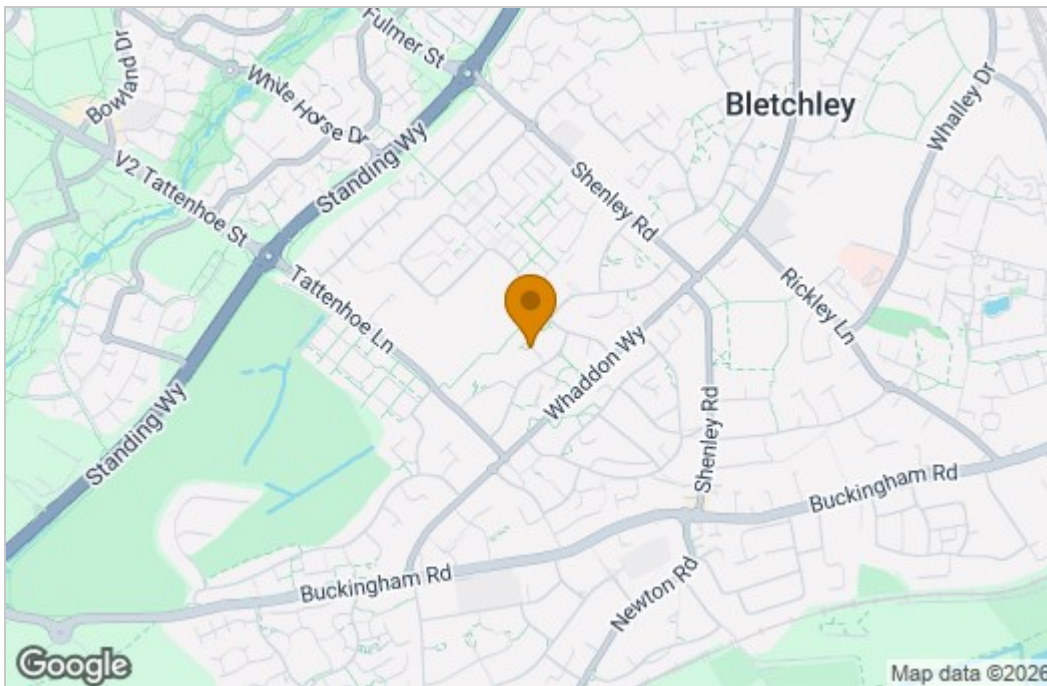 Bowland Dr
Fulmer St
White Horse Dr
Bletchley
Whalley Dr
V2 Tattenhoe St
Standing Wy
Shenley Rd
Tattenhoe Ln
Rickley Ln
Whaddon Wy
Standing Wy
Shenley Rd
Buckingham Rd
Buckingham Rd
Newton Rd
Google
Map data ©2026